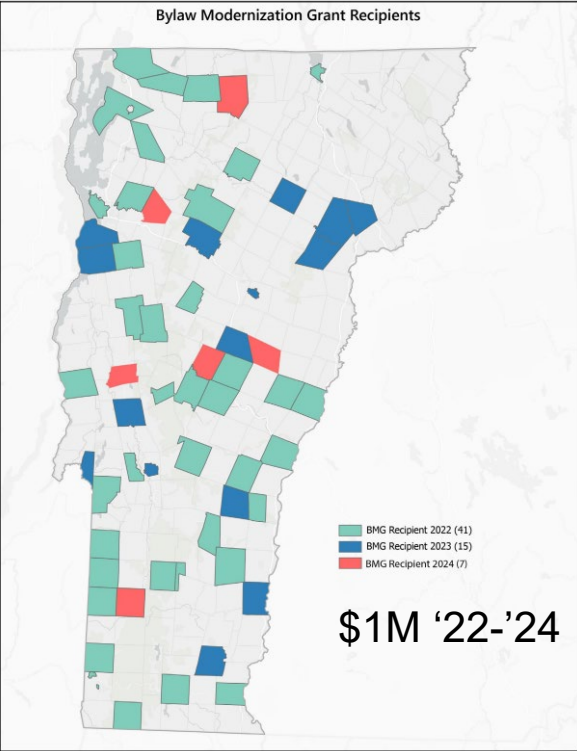 Bylaw Modernization Grant Recipients
BMG Recipient 2022 (41)
BMG Recipient 2023 (15)
BMG Recipient 2024 (7)
$1M ‘22-’24